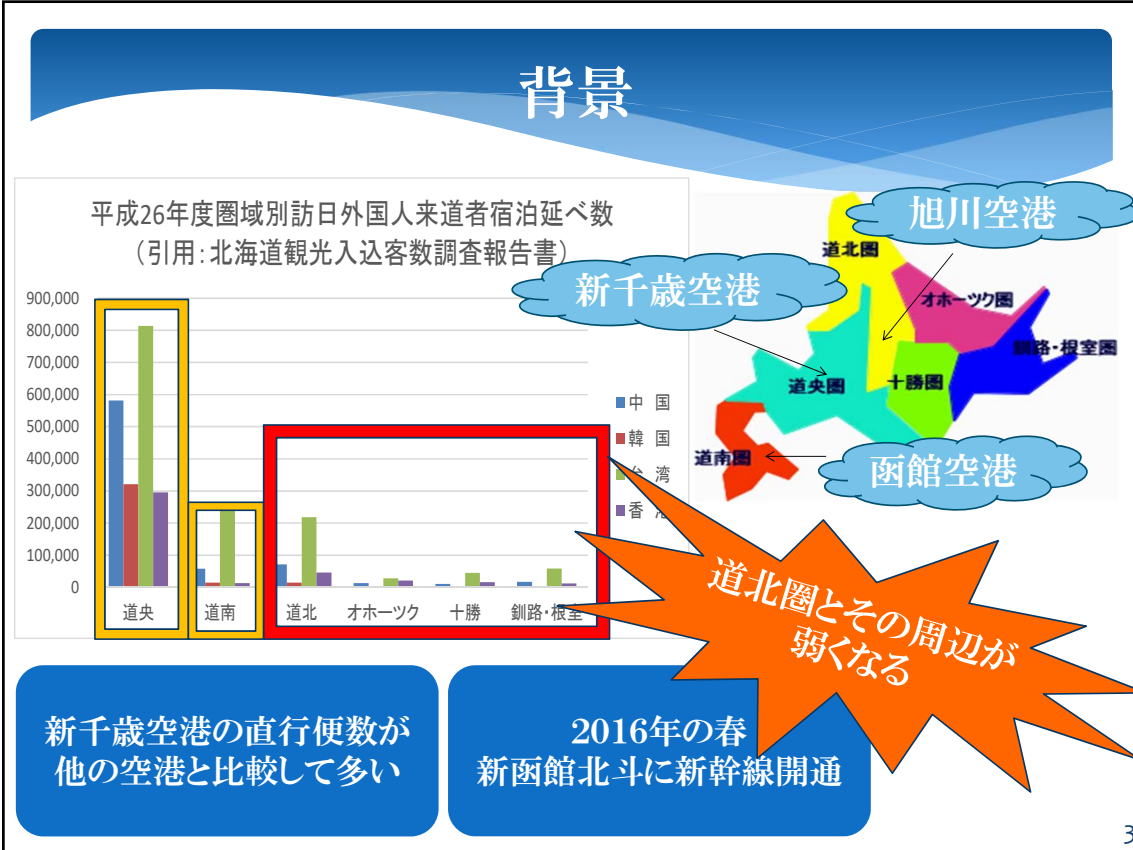 背景
平成26年度圏域別訪日外国人来道者宿泊延べ数
（引用：北海道観光入込客数調査報告書）
900,000
800,000
700,000
600,000
500,000
400,000
300,000
200,000
100,000
0
道央
道南
道北
オホーツク
十勝
釧路・根室
中 国
韓 国
台 湾
香 港
旭川空港
新千歳空港
函館空港
道北圏
オホーツク圏
釧路・根室圏
十勝圏
道央圏
道南圏
道北圏とその周辺が
弱くなる
新千歳空港の直行便数が
他の空港と比較して多い
2016年の春
新函館北斗に新幹線開通
3